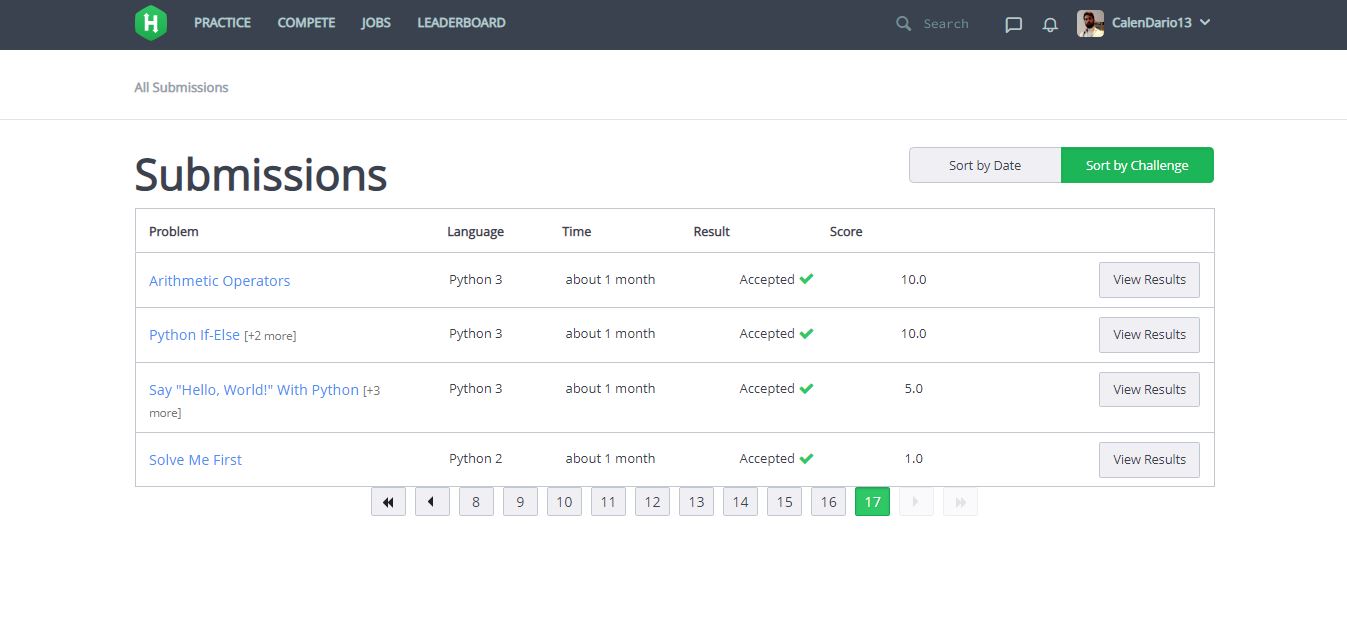 H PRACTICE COMPETE JOBS LEADERBOARD Search CalenDario13
All Submissions
Submissions
Sort by Date Sort by Challenge
Problem Language Time Result Score
Arithmetic Operators Python 3 about 1 month Accepted 10.0 View Results
Python If-Else [+2 more] Python 3 about 1 month Accepted 10.0 View Results
Say "Hello, World!" With Python [+3 Python 3 about 1 month Accepted 5.0 View Results
more]
Solve Me First Python 2 about 1 month Accepted 1.0 View Results
8 9 10 11 12 13 14 15 16 17